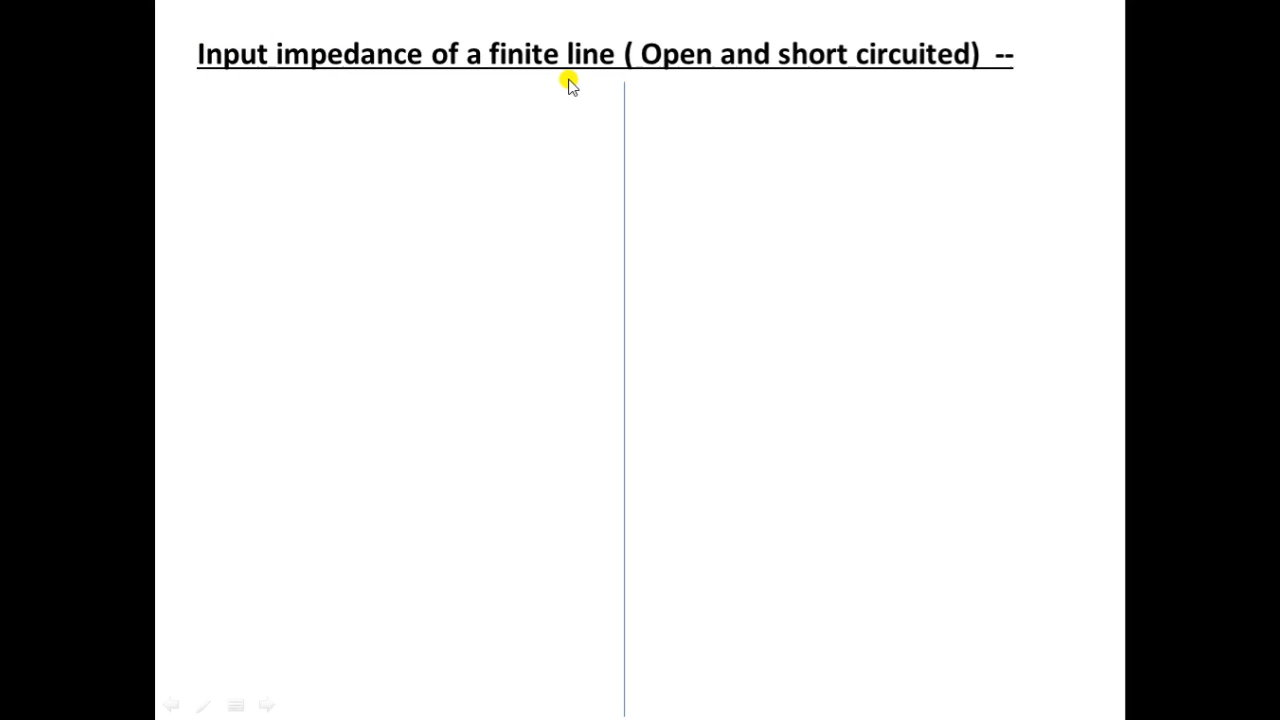 Input impedance of a finite line ( Open and short circuited) --